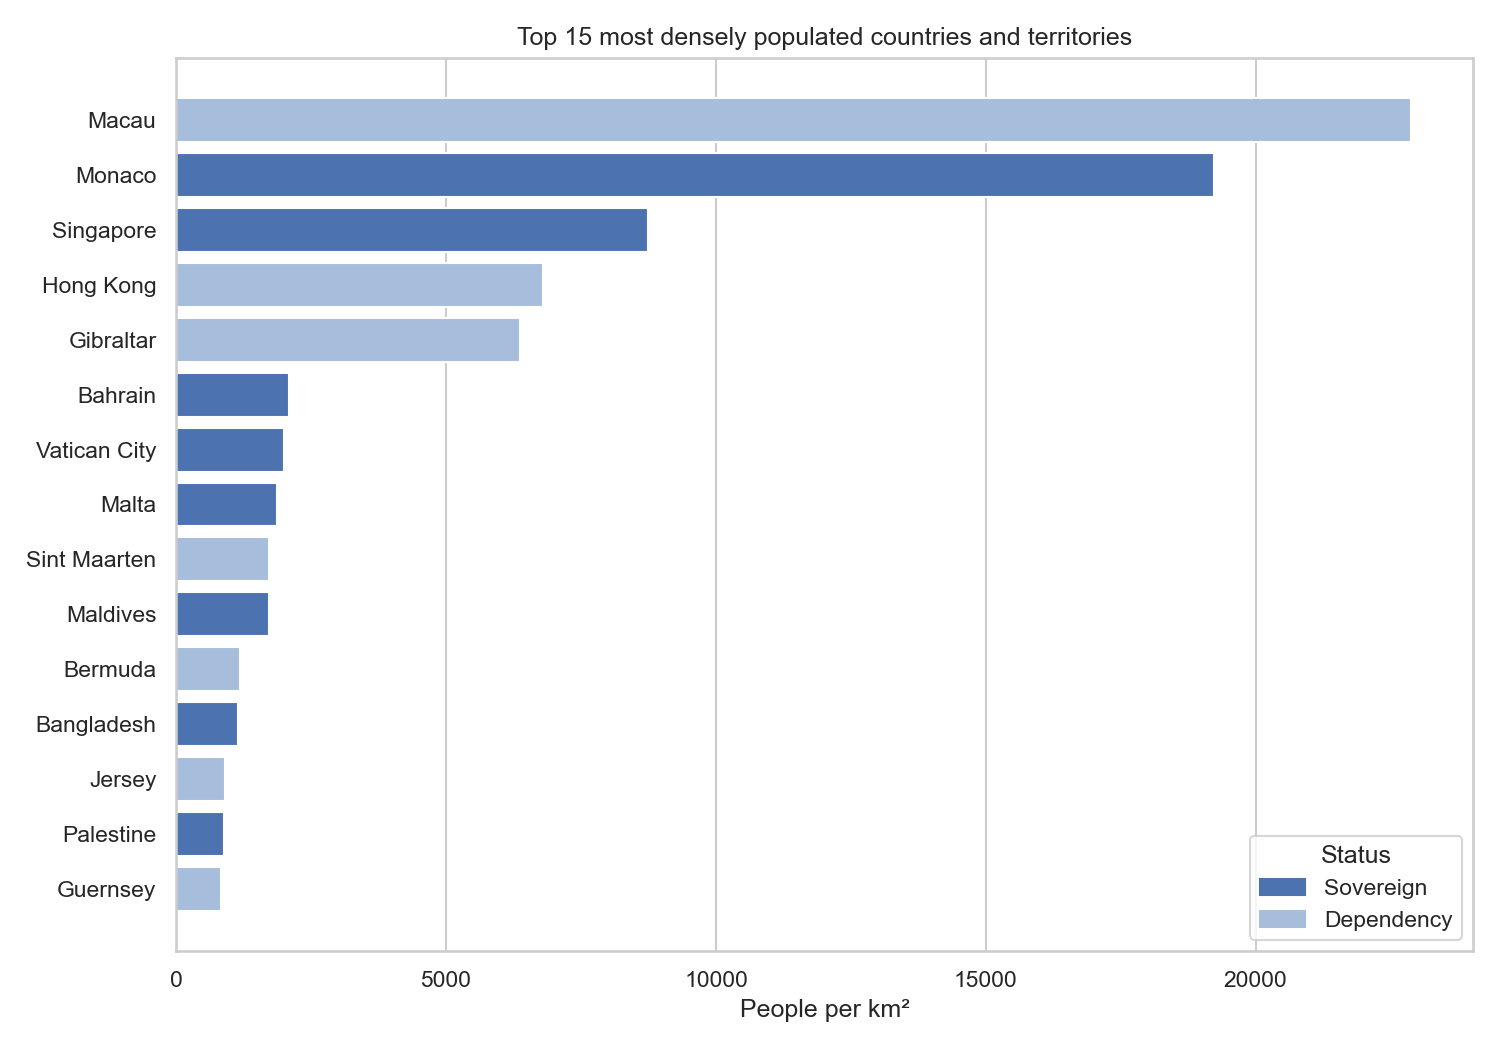 Top 15 most densely populated countries and territories
Macau
Monaco
Singapore
Hong Kong
Gibraltar
Bahrain
Vatican City
Malta
Sint Maarten
Maldives
Bermuda
Bangladesh
Jersey
Palestine
Guernsey
Status
Sovereign
Dependency
0 5000 10000 15000 20000
People per km²